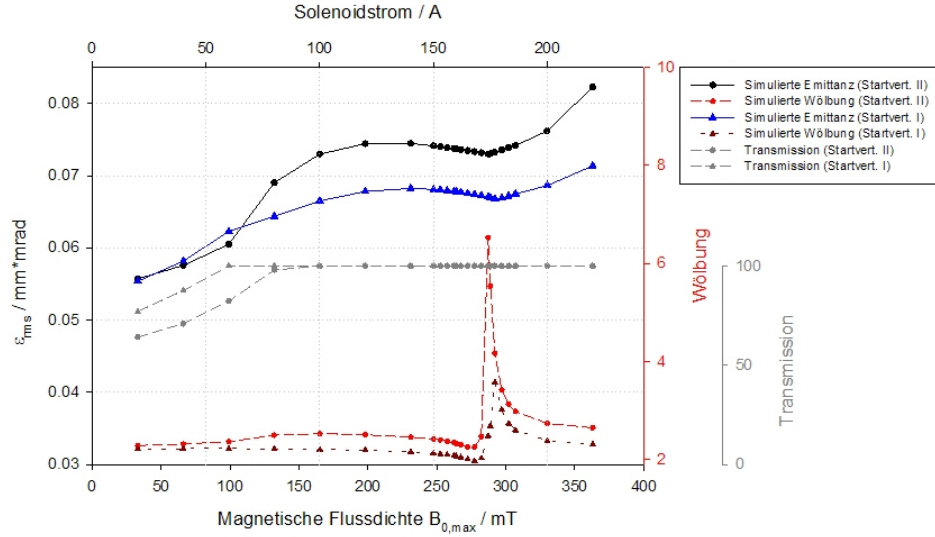 Solenoidstrom / A
0 50 100 150 200
10
8
6
4
2
Wölbung
0.08
0.07
0.06
0.05
0.04
0.03
εrms / mm*mrad
0 50 100 150 200 250 300 350 400
Magnetische Flussdichte B0,max / mT
100
50
0
Transmission
Simulierte Emittanz (Startvert. II)
Simulierte Wölbung (Startvert. II)
Simulierte Emittanz (Startvert. I)
Simulierte Wölbung (Startvert. I)
Transmission (Startvert. II)
Transmission (Startvert. I)